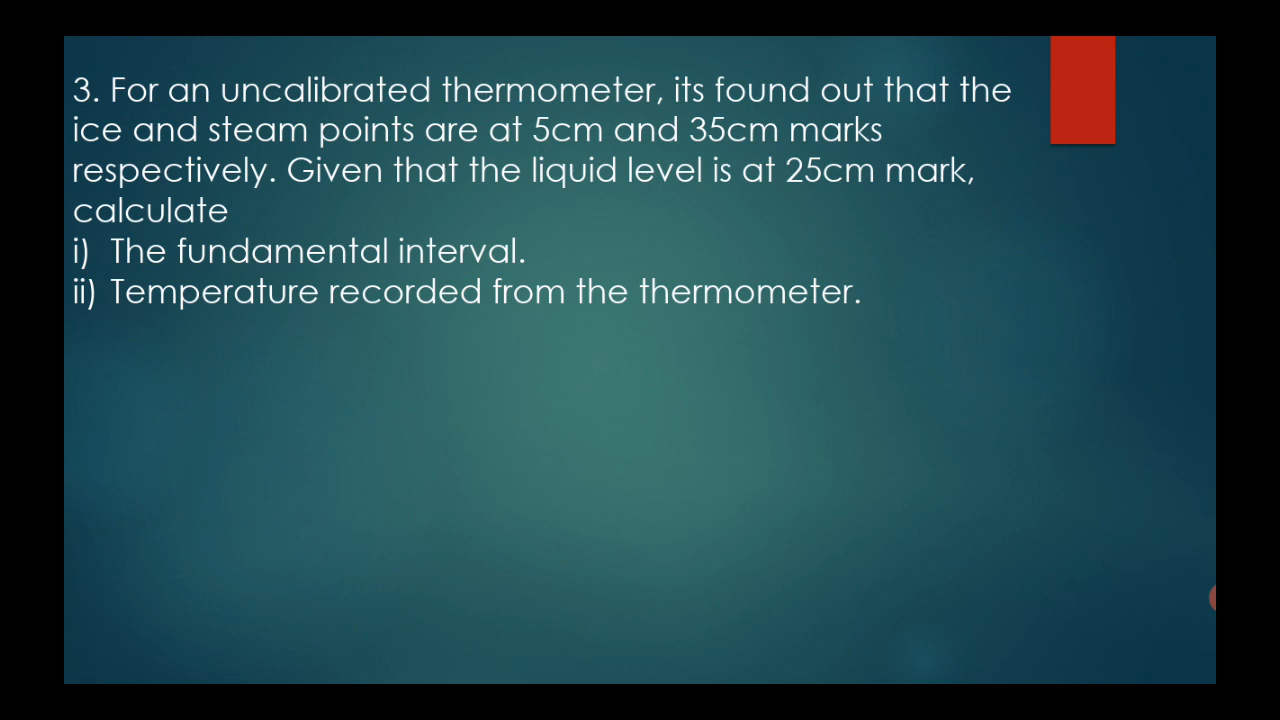 3. For an uncalibrated thermometer, its found out that the
ice and steam points are at 5cm and 35cm marks
respectively. Given that the liquid level is at 25cm mark,
calculate
i) The fundamental interval.
ii) Temperature recorded from the thermometer.